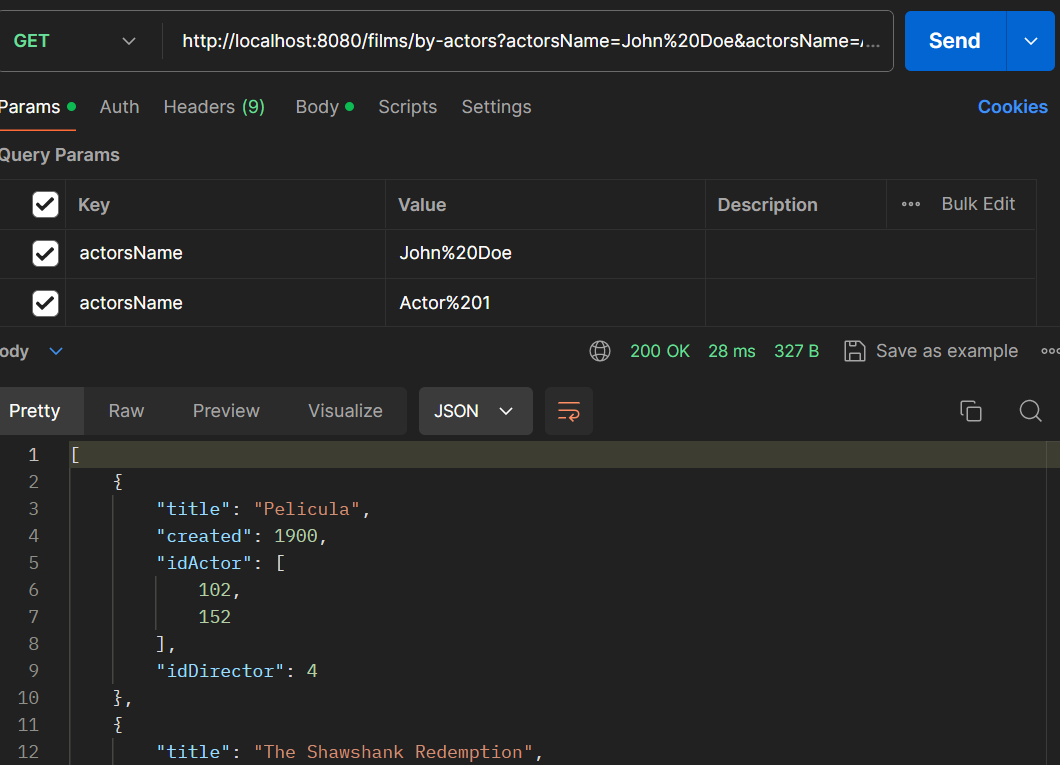 GET http://localhost:8080/films/by-actors?actorsName=John%20Doe&actorsName=/... Send
Params Auth Headers (9) Body Scripts Settings Cookies
Query Params
Key Value Description ••• Bulk Edit
actorsName John%20Doe
actorsName Actor%201
ody 200 OK 28 ms 327 B Save as example •••
Pretty Raw Preview Visualize JSON
1 [
2 {
3 "title": "Pelicula",
4 "created": 1900,
5 "idActor": [
6 102,
7 152
8 ],
9 "idDirector": 4
10 },
11 {
12 "title": "The Shawshank Redemption",